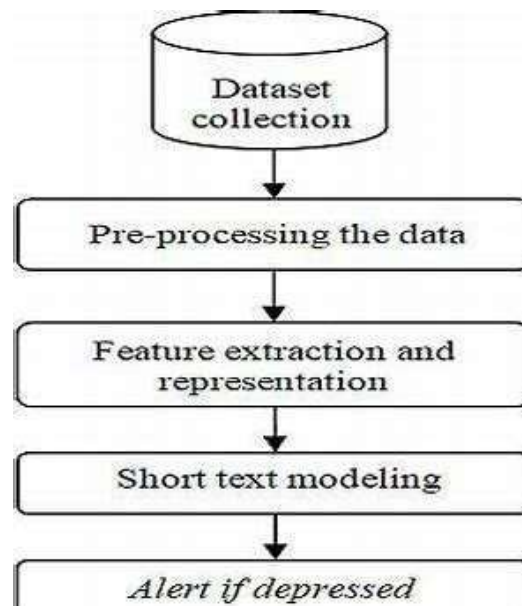 Dataset
collection
Pre-processing the data
Feature extraction and
representation
Short text modeling
Alert if depressed